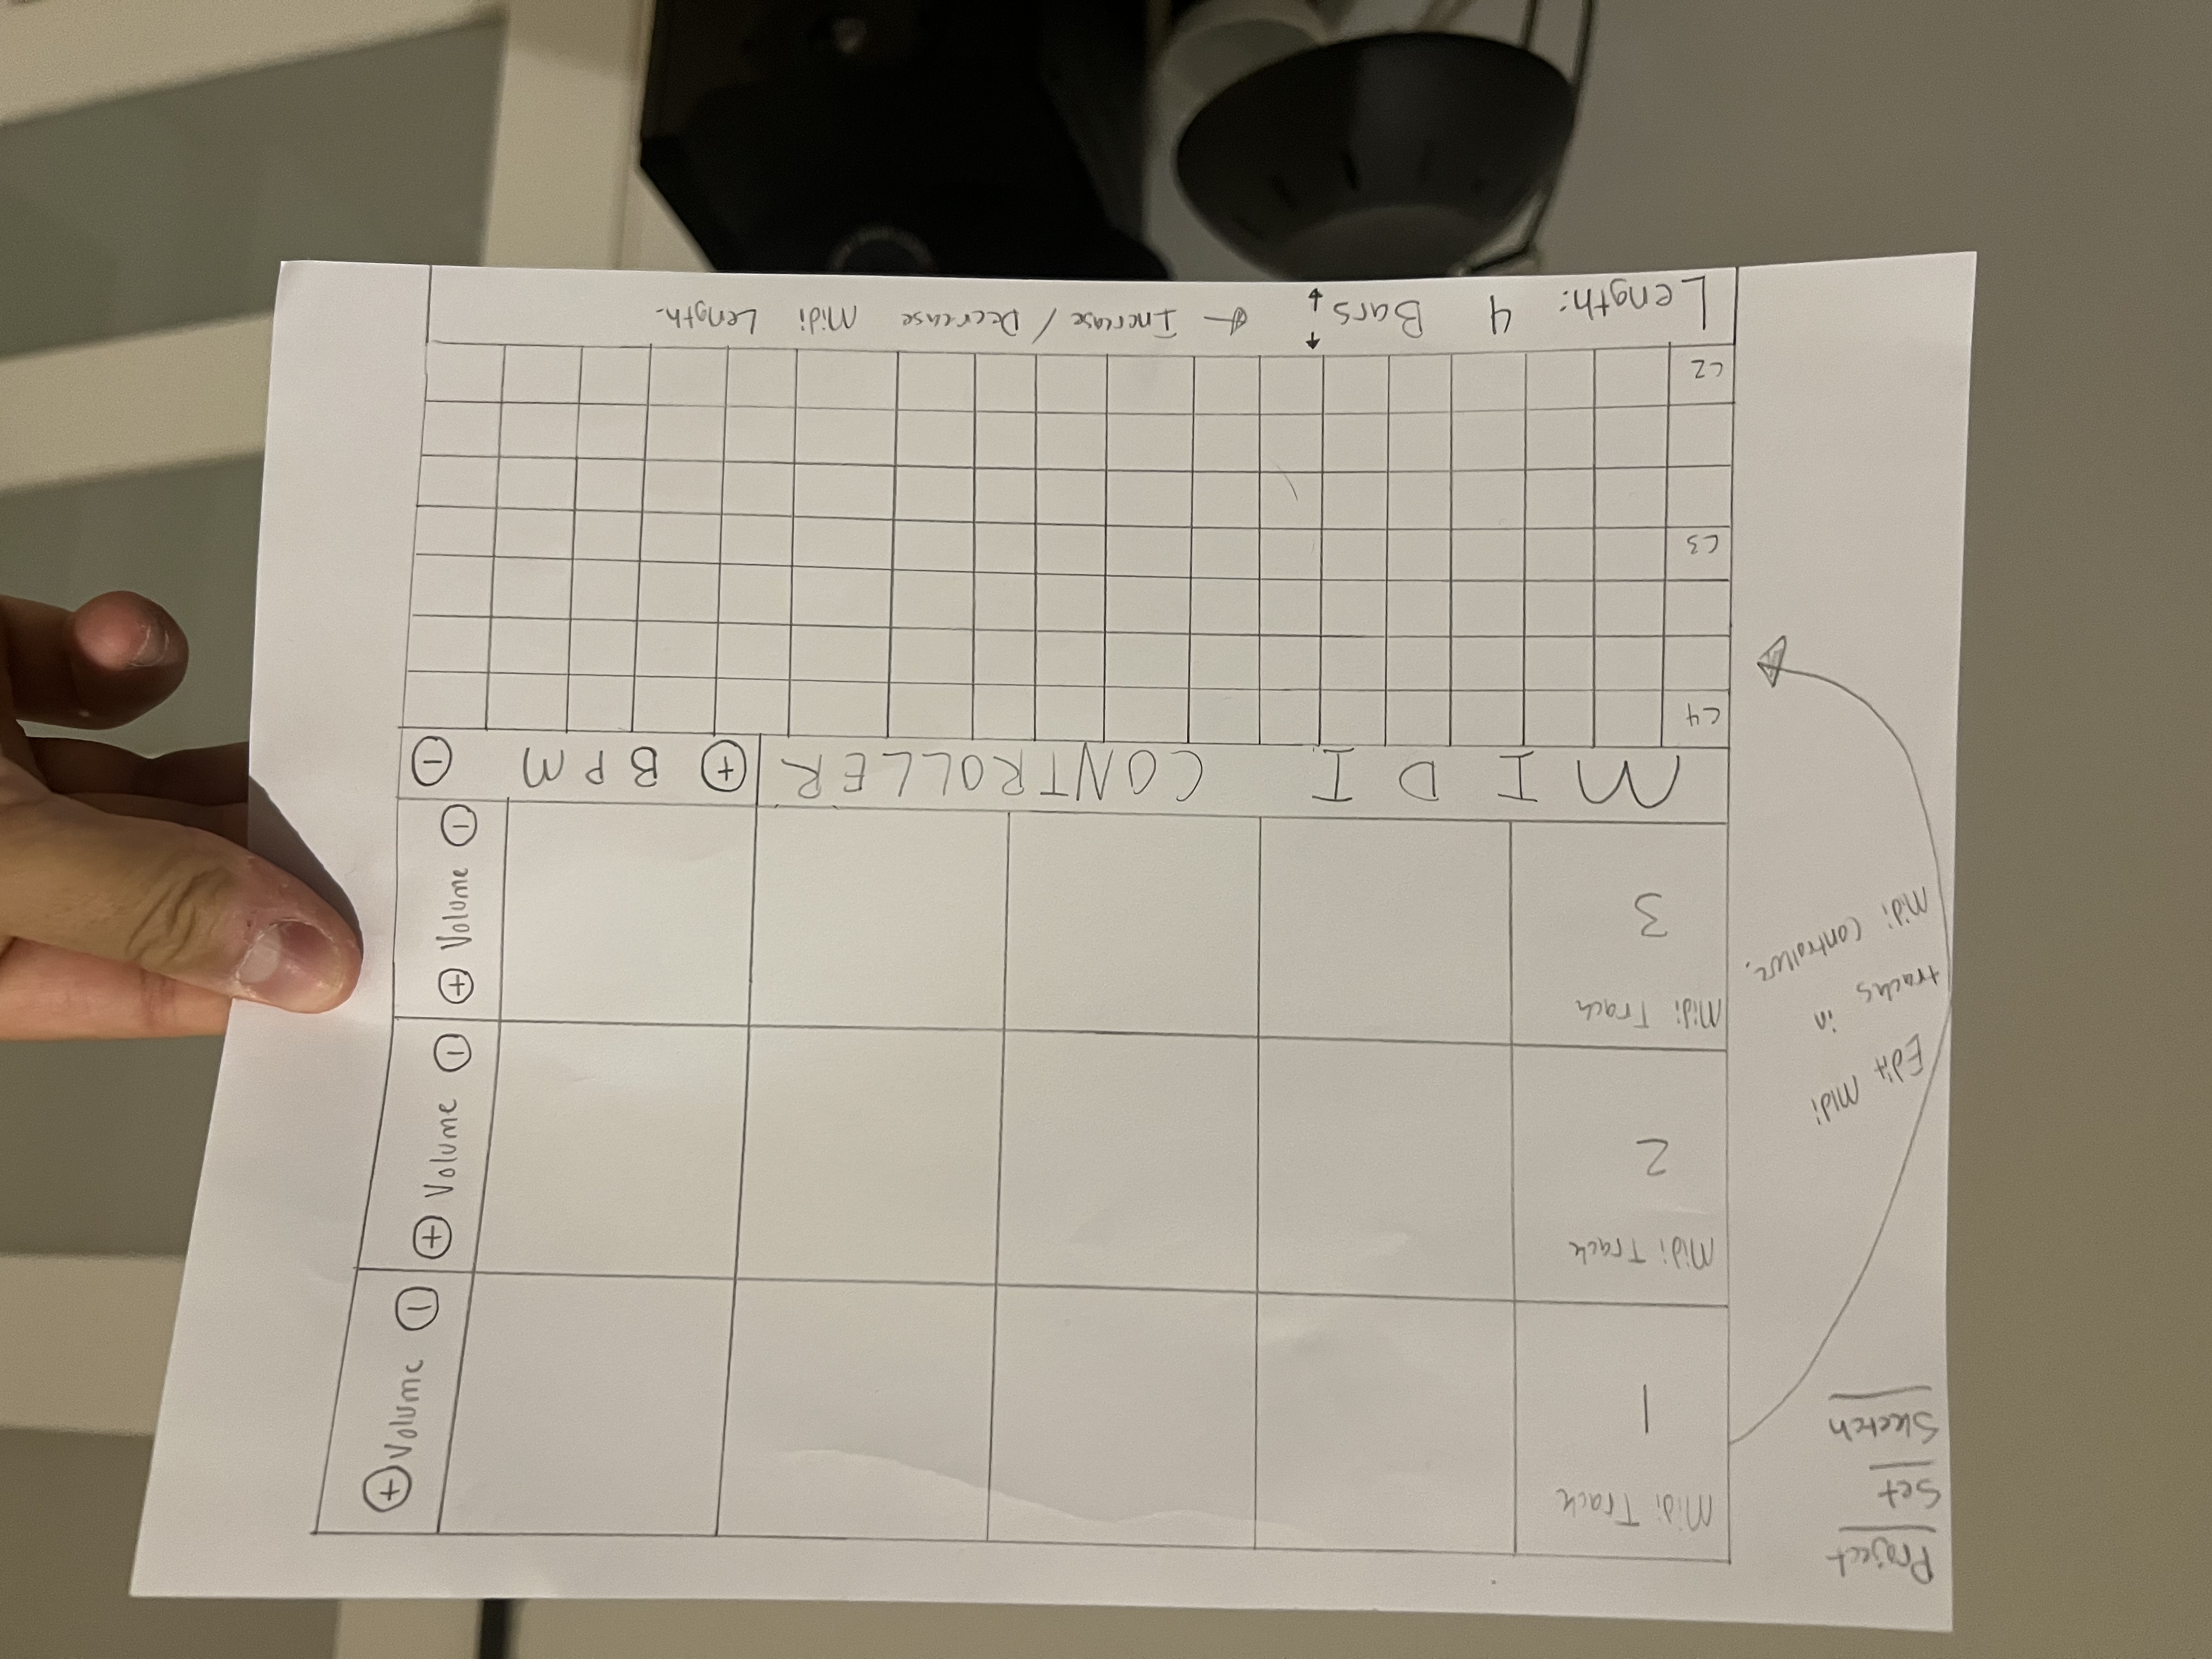 Project
Set
Sketch
Midi Track
1
+ Volume -
Midi Track
2
+ Volume -
Midi Track
3
+ Volume -
Edit Midi
tracks in
Midi Controller.
MIDI CONTROLLER
+ BPM -
C4
C3
C2
Length: 4 Bars ↑↓ ← Increase / Decrease Midi Length.